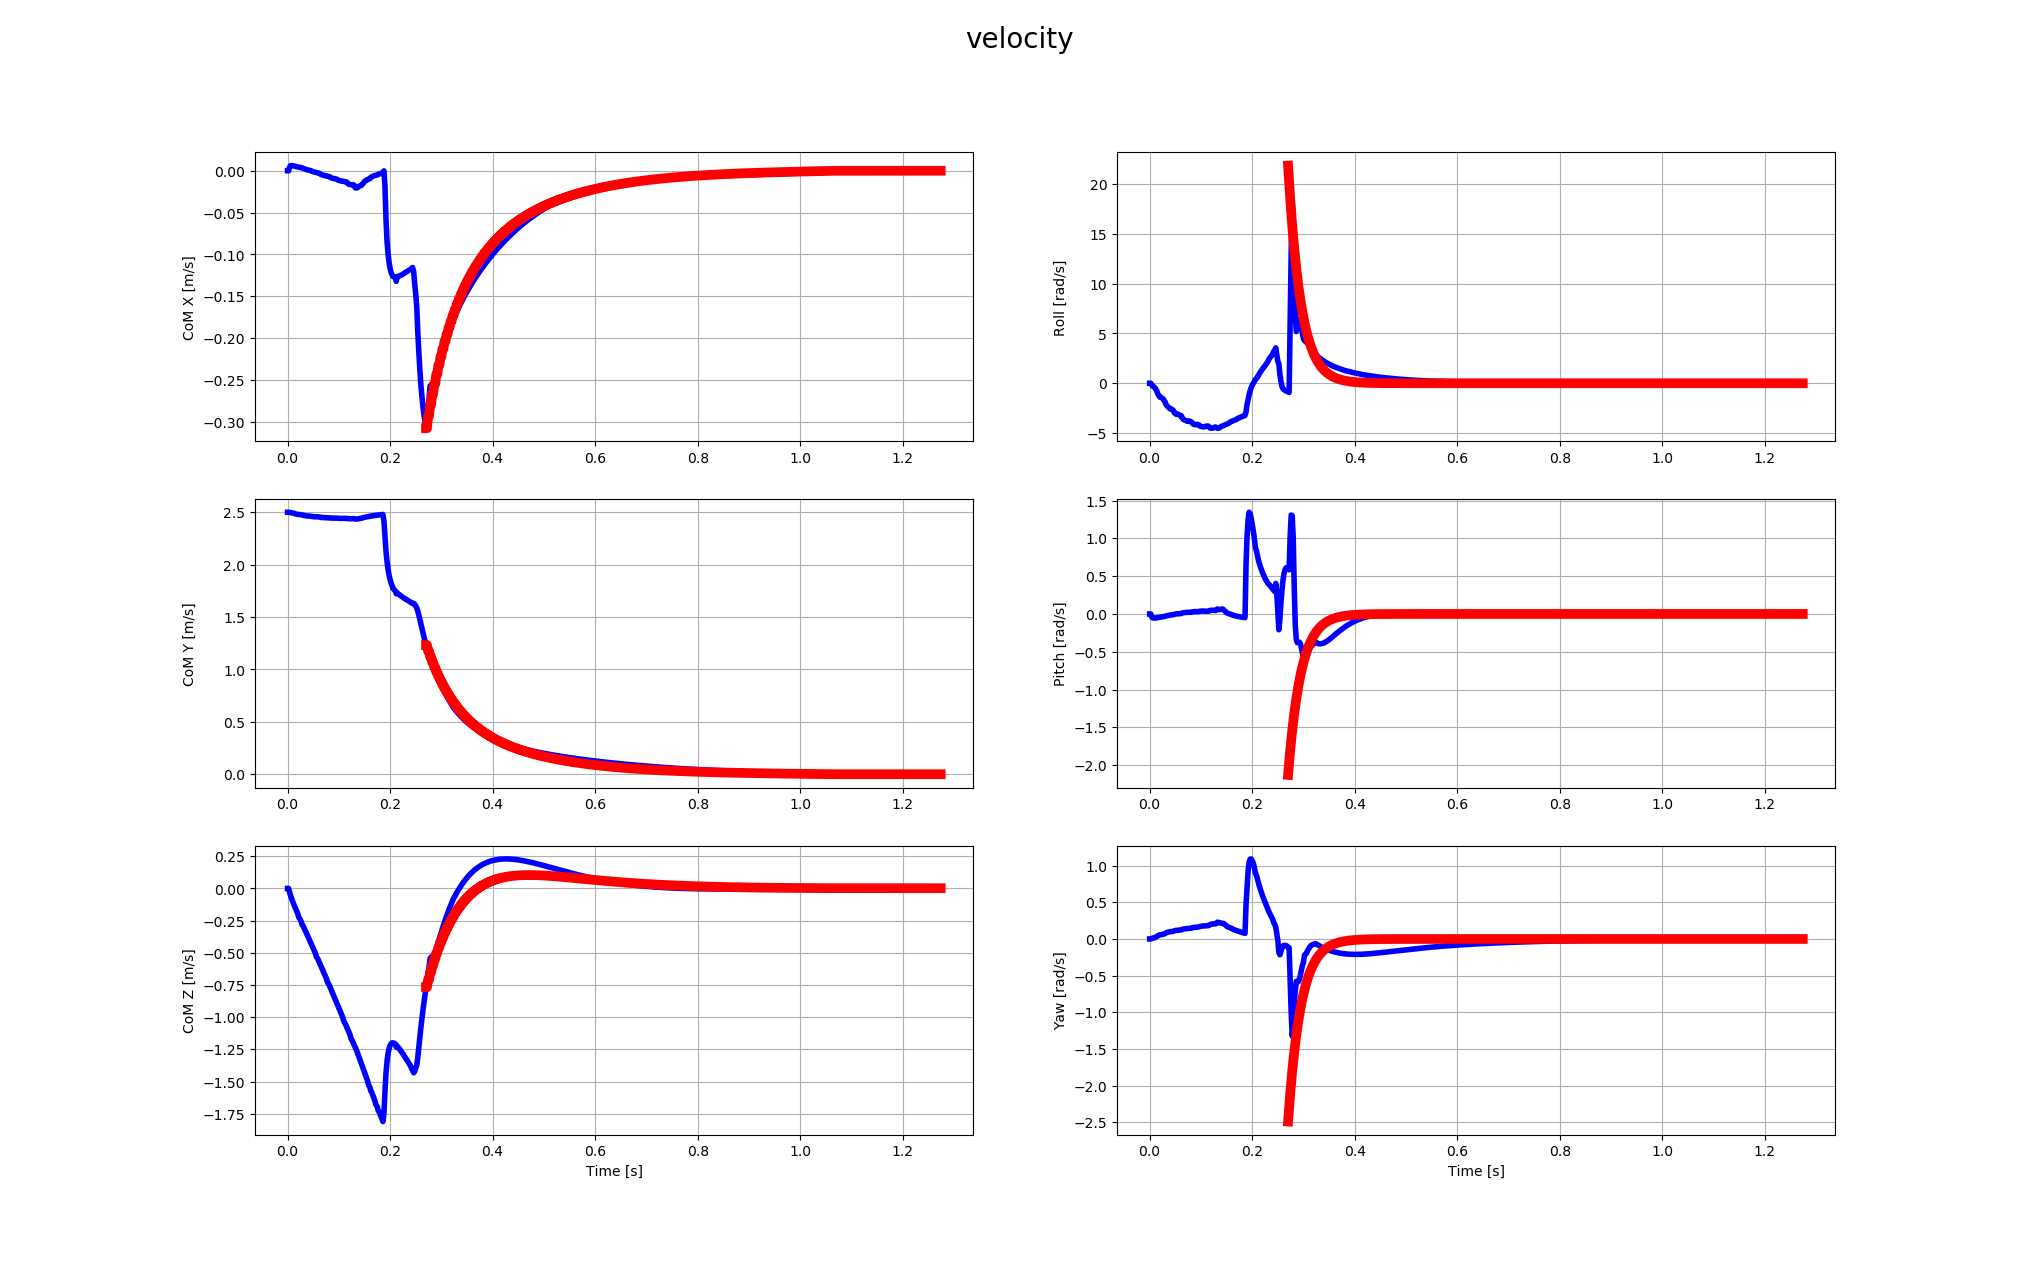 velocity
CoM X [m/s]
0.00
−0.05
−0.10
−0.15
−0.20
−0.25
−0.30
0.0 0.2 0.4 0.6 0.8 1.0 1.2
Roll [rad/s]
20
15
10
5
0
−5
0.0 0.2 0.4 0.6 0.8 1.0 1.2
CoM Y [m/s]
2.5
2.0
1.5
1.0
0.5
0.0
0.0 0.2 0.4 0.6 0.8 1.0 1.2
Pitch [rad/s]
1.5
1.0
0.5
0.0
−0.5
−1.0
−1.5
−2.0
0.0 0.2 0.4 0.6 0.8 1.0 1.2
CoM Z [m/s]
0.25
0.00
−0.25
−0.50
−0.75
−1.00
−1.25
−1.50
−1.75
0.0 0.2 0.4 0.6 0.8 1.0 1.2
Time [s]
Yaw [rad/s]
1.0
0.5
0.0
−0.5
−1.0
−1.5
−2.0
−2.5
0.0 0.2 0.4 0.6 0.8 1.0 1.2
Time [s]